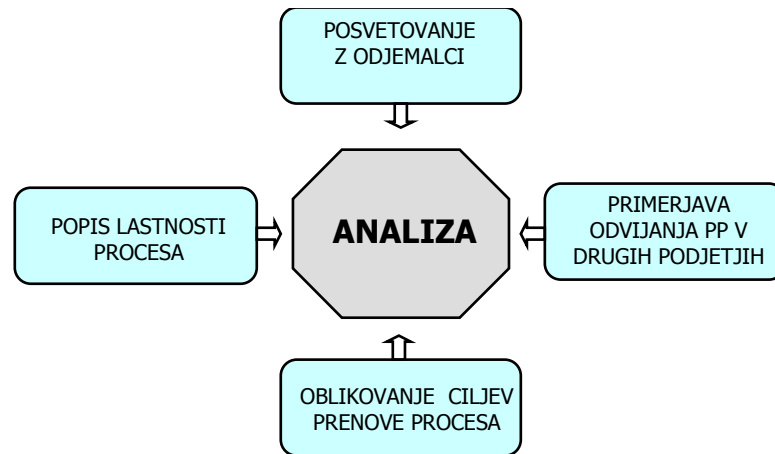 POSVETOVANJE
Z ODJEMALCI
POPIS LASTNOSTI
PROCESA
ANALIZA
PRIMERJAVA
ODVIJANJA PP V
DRUGIH PODJETJIH
OBLIKOVANJE CILJEV
PRENOVE PROCESA